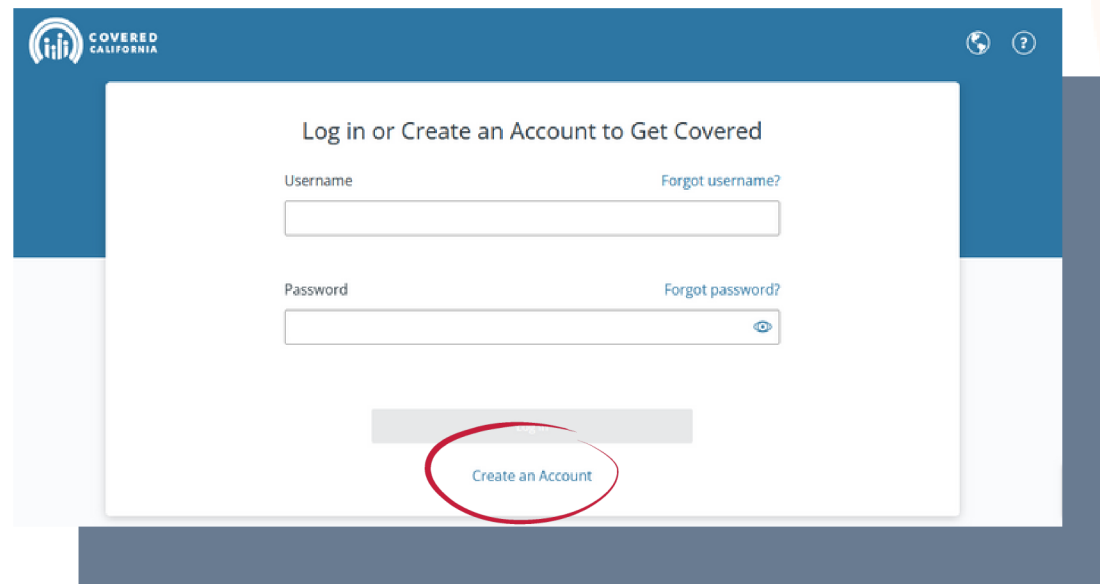 COVERED
CALIFORNIA
?
Log in or Create an Account to Get Covered
Username Forgot username?
Password Forgot password?
Create an Account